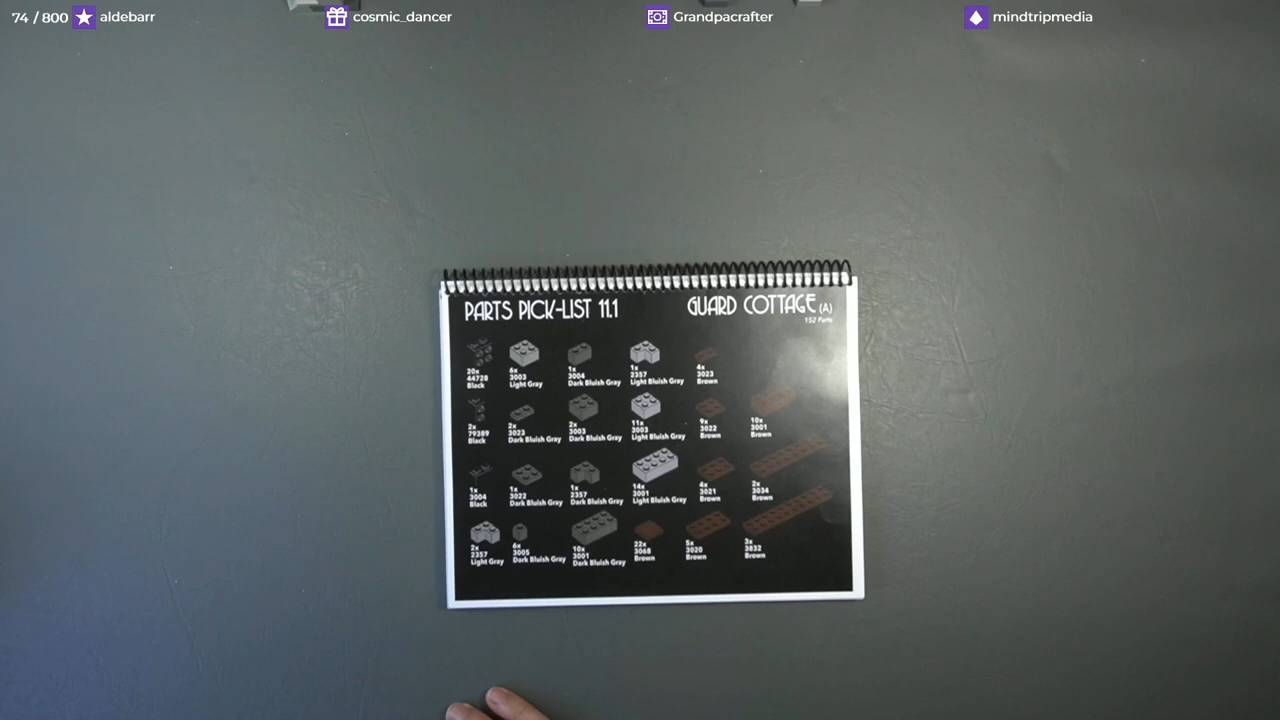 74 / 800 aldebarr
cosmic_dancer
Grandpacrafter
mindtripmedia
PARTS PICK-LIST 11.1
GUARD COTTAGE (A)
152 Parts
20x
44728
Black
6x
3003
Light Gray
1x
3004
Dark Bluish Gray
1x
2357
Light Bluish Gray
4x
3023
Brown
2x
79389
Black
2x
3023
Dark Bluish Gray
2x
3003
Dark Bluish Gray
11x
3003
Light Bluish Gray
9x
3022
Brown
10x
3001
Brown
1x
3004
Black
1x
3022
Dark Bluish Gray
1x
2357
Dark Bluish Gray
14x
3001
Light Bluish Gray
4x
3021
Brown
2x
3034
Brown
2x
2357
Light Gray
6x
3005
Dark Bluish Gray
10x
3001
Dark Bluish Gray
22x
3068
Brown
5x
3020
Brown
3x
3832
Brown